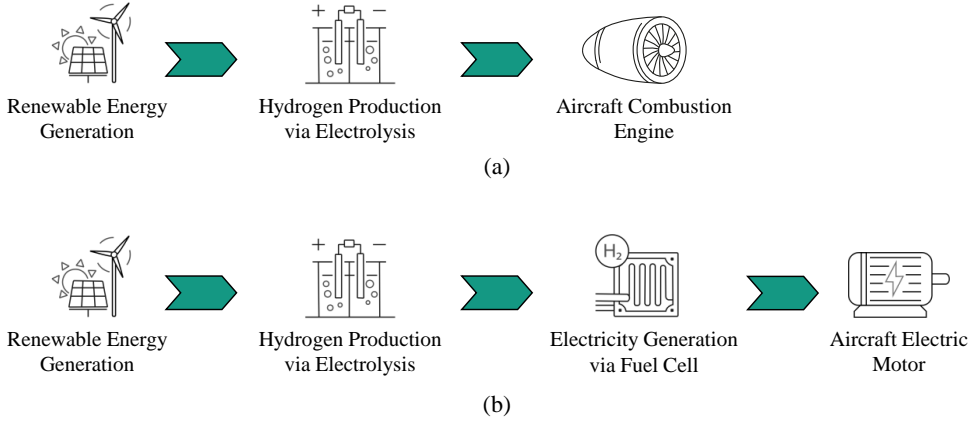 + −
Renewable Energy
Generation
Hydrogen Production
via Electrolysis
Aircraft Combustion
Engine
(a)
+ −
H₂
Renewable Energy
Generation
Hydrogen Production
via Electrolysis
Electricity Generation
via Fuel Cell
Aircraft Electric
Motor
(b)